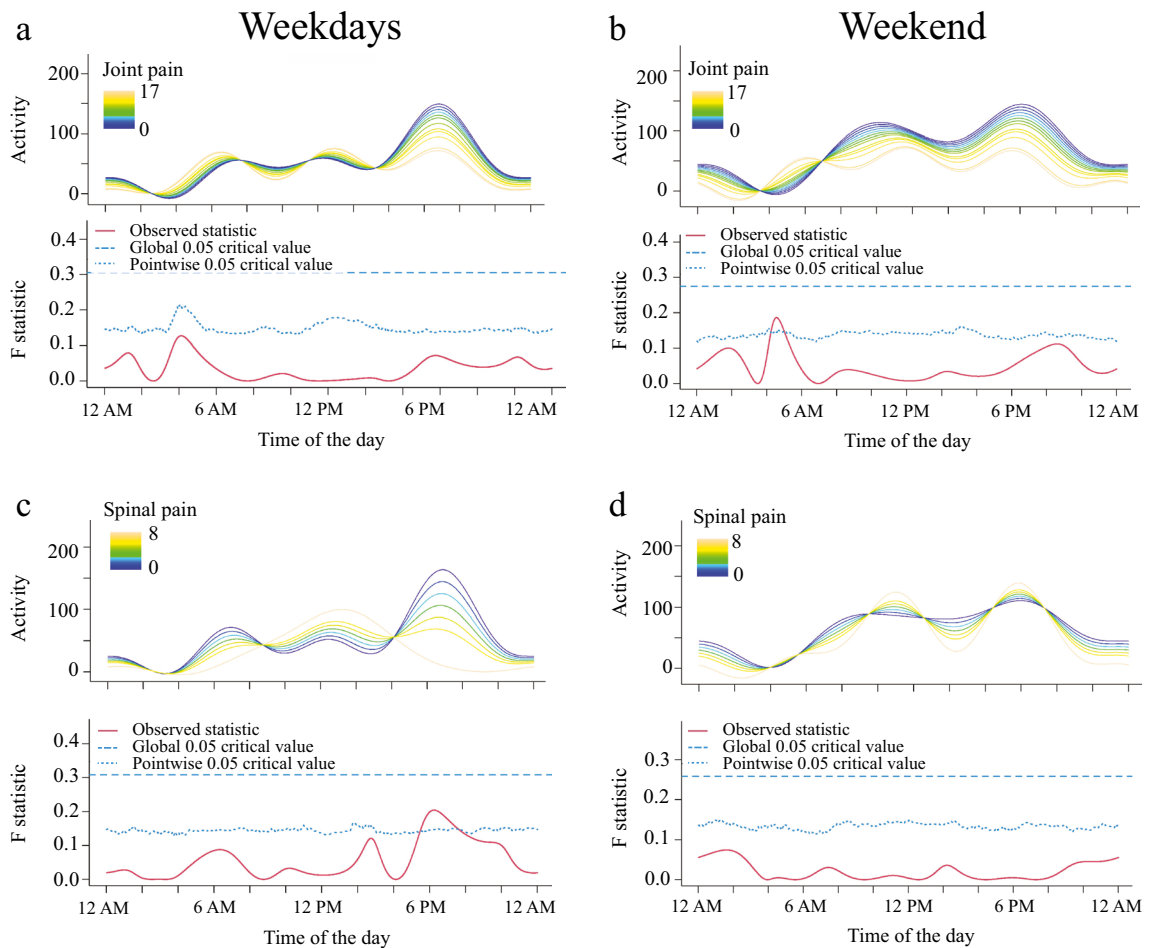 Weekdays
Weekend
a
Joint pain
17
0
Activity
200
100
0
Observed statistic
Global 0.05 critical value
Pointwise 0.05 critical value
F statistic
0.4
0.3
0.2
0.1
0.0
12 AM 6 AM 12 PM 6 PM 12 AM
Time of the day
b
Joint pain
17
0
Activity
200
100
0
Observed statistic
Global 0.05 critical value
Pointwise 0.05 critical value
F statistic
0.4
0.3
0.2
0.1
0.0
12 AM 6 AM 12 PM 6 PM 12 AM
Time of the day
c
Spinal pain
8
0
Activity
200
100
0
Observed statistic
Global 0.05 critical value
Pointwise 0.05 critical value
F statistic
0.4
0.3
0.2
0.1
0.0
12 AM 6 AM 12 PM 6 PM 12 AM
Time of the day
d
Spinal pain
8
0
Activity
200
100
0
Observed statistic
Global 0.05 critical value
Pointwise 0.05 critical value
F statistic
0.3
0.2
0.1
0.0
12 AM 6 AM 12 PM 6 PM 12 AM
Time of the day